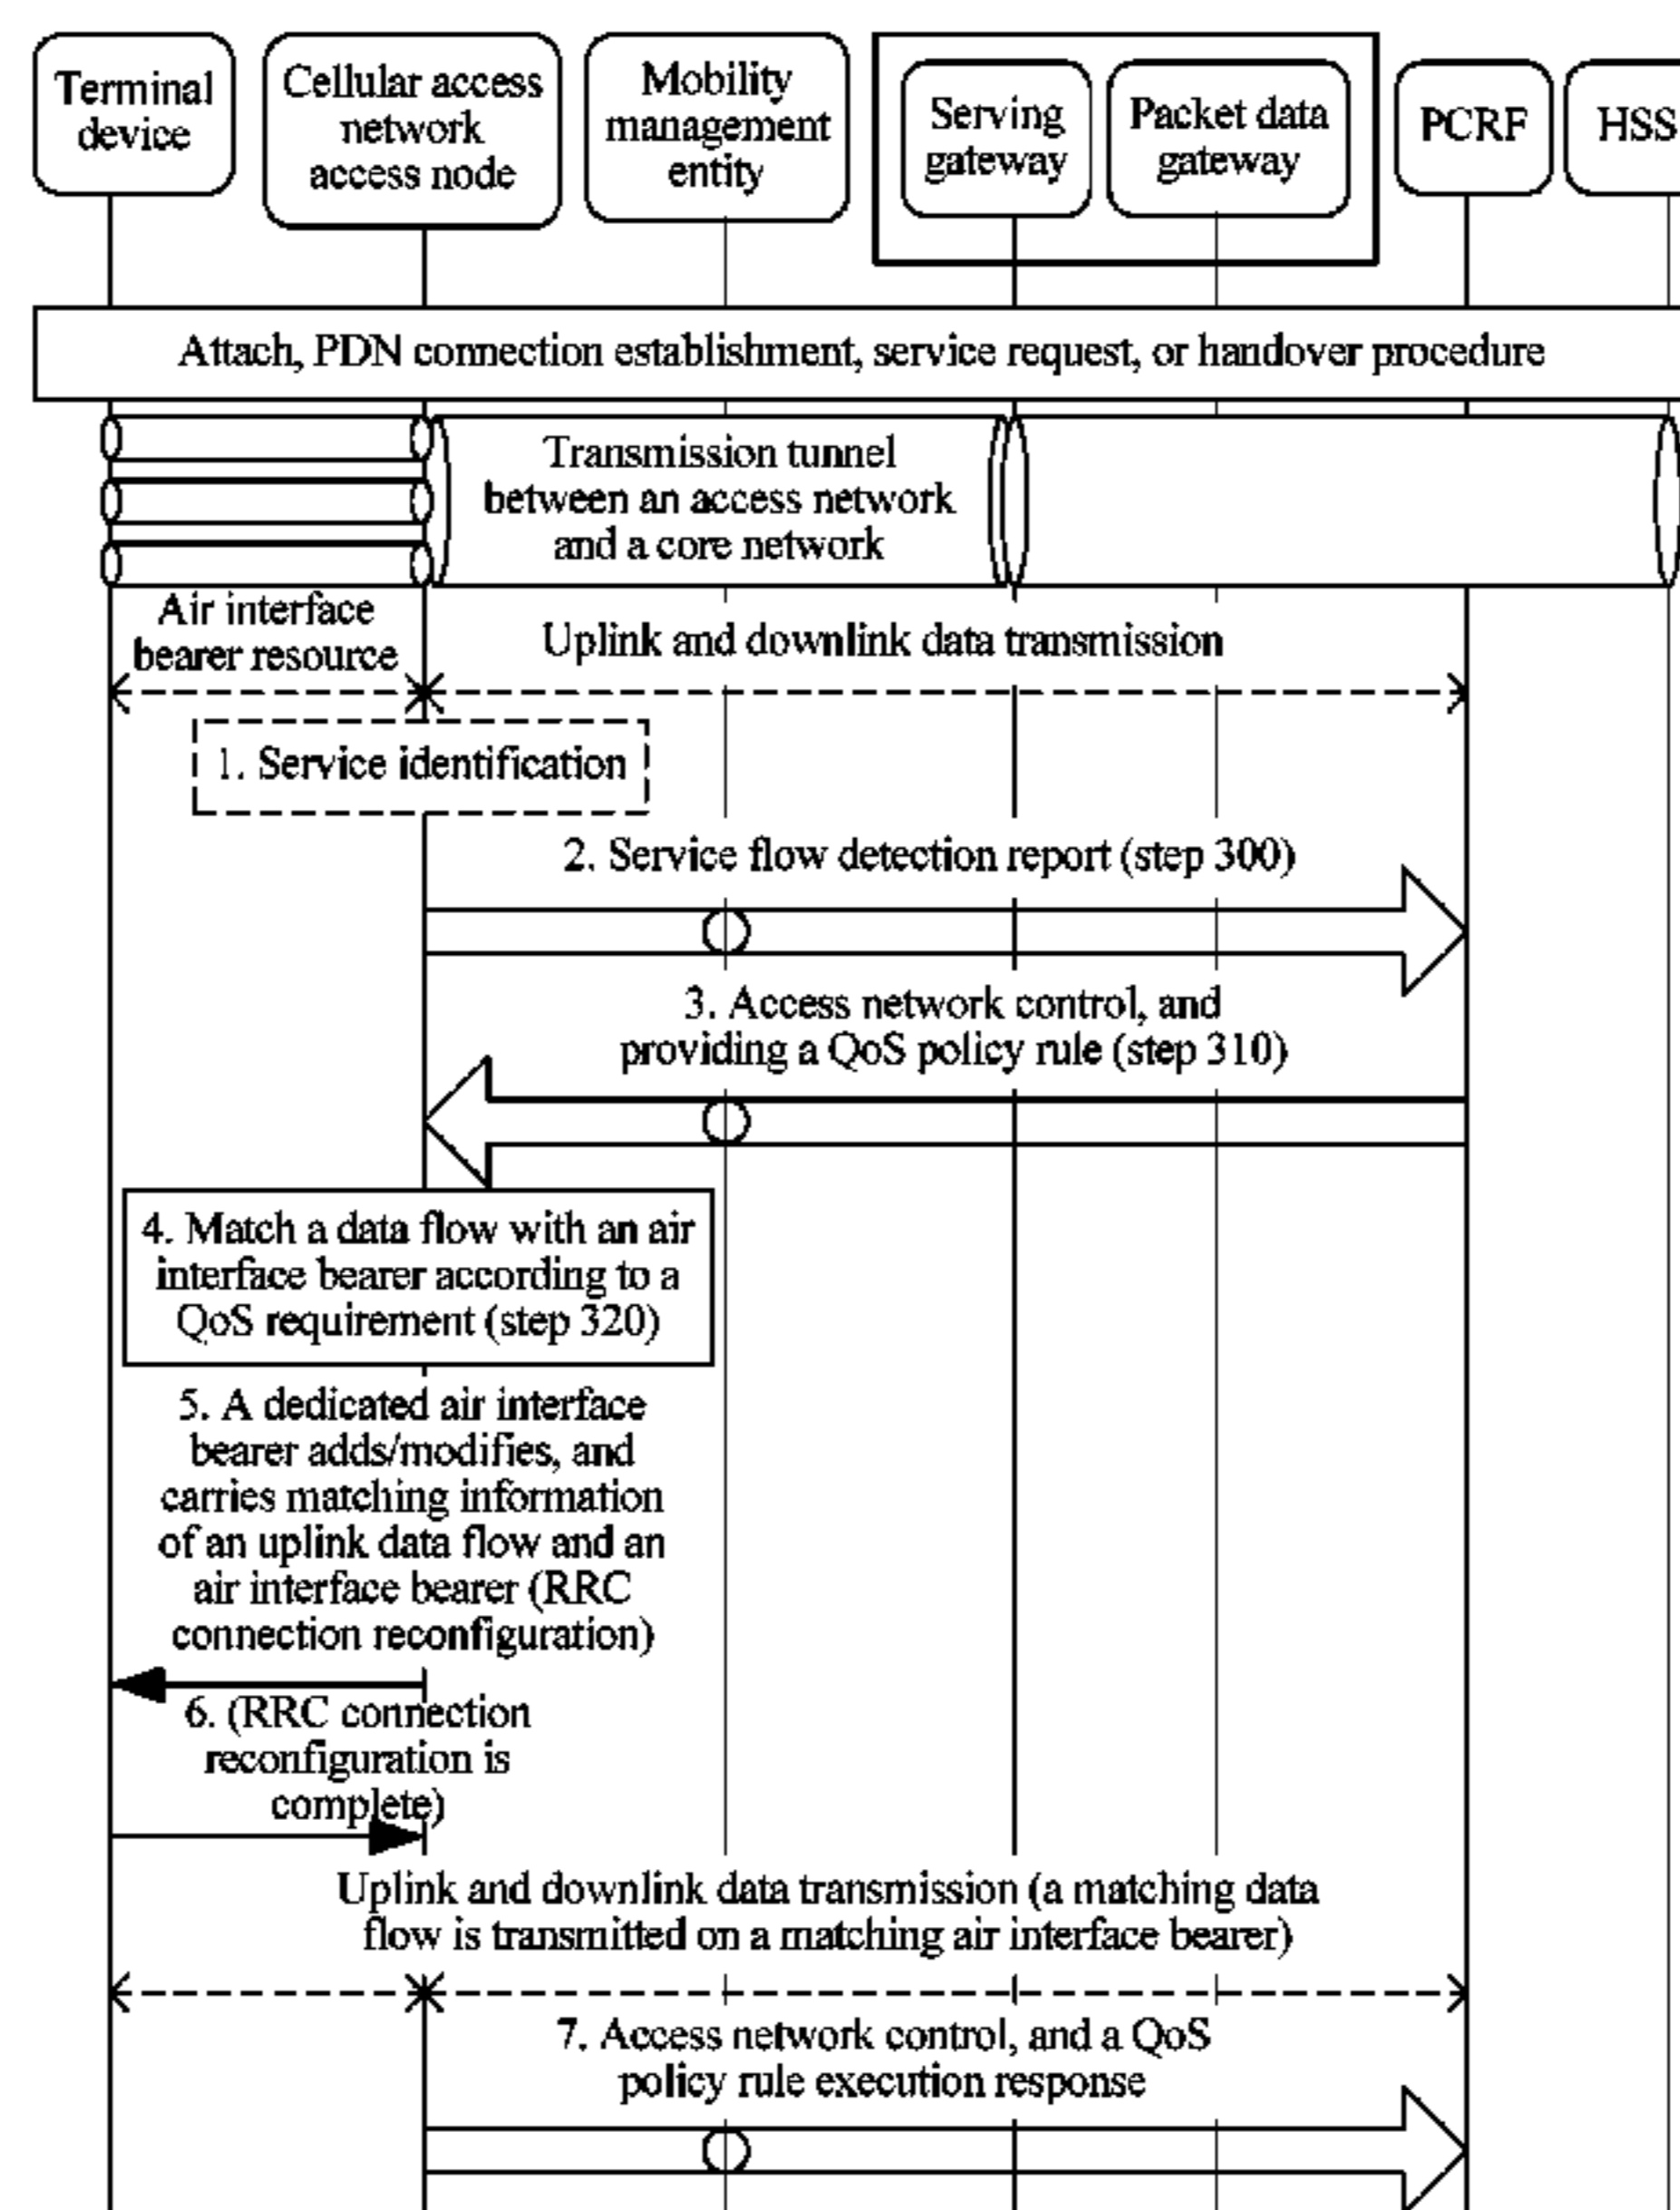 Terminal
device
Cellular access
network
access node
Mobility
management
entity
Serving
gateway
Packet data
gateway
PCRF
HSS
Attach, PDN connection establishment, service request, or handover procedure
Transmission tunnel
between an access network
and a core network
Air interface
bearer resource
Uplink and downlink data transmission
1. Service identification
2. Service flow detection report (step 300)
3. Access network control, and
providing a QoS policy rule (step 310)
4. Match a data flow with an air
interface bearer according to a
QoS requirement (step 320)
5. A dedicated air interface
bearer adds/modifies, and
carries matching information
of an uplink data flow and an
air interface bearer (RRC
connection reconfiguration)
6. (RRC connection
reconfiguration is
complete)
Uplink and downlink data transmission (a matching data
flow is transmitted on a matching air interface bearer)
7. Access network control, and a QoS
policy rule execution response